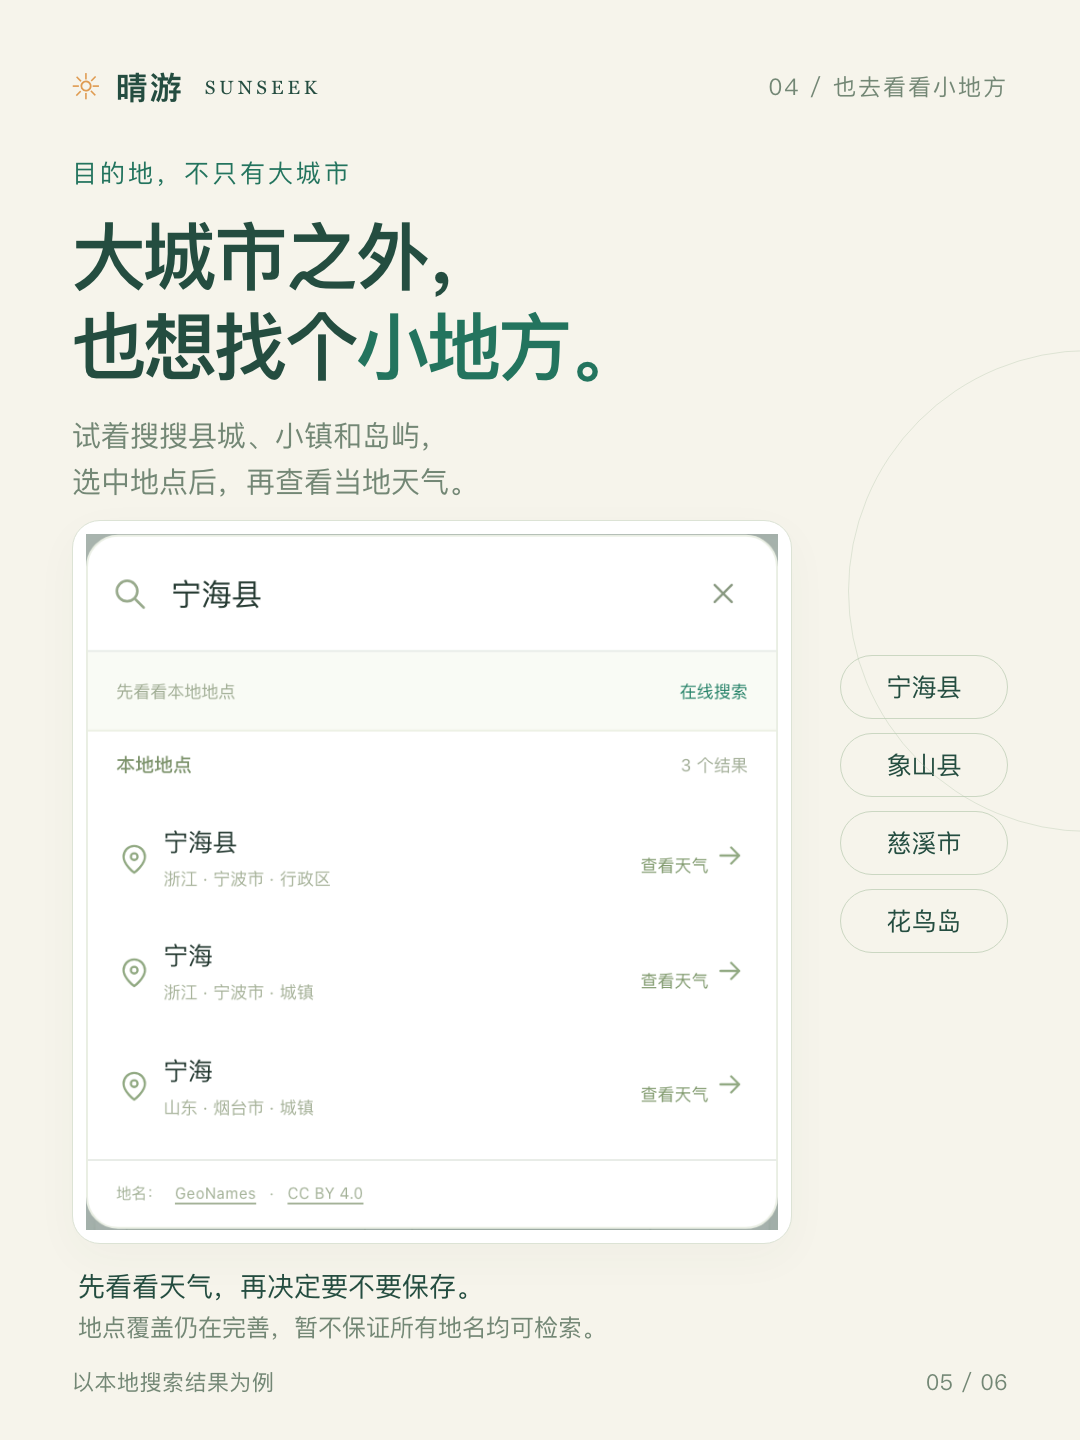 晴游 SUNSEEK
04 / 也去看看小地方
目的地，不只有大城市
大城市之外，
也想找个小地方。
试着搜搜县城、小镇和岛屿，
选中地点后，再查看当地天气。
宁海县
先看看本地地点 在线搜索
本地地点 3 个结果
宁海县
浙江 · 宁波市 · 行政区
查看天气
宁海
浙江 · 宁波市 · 城镇
查看天气
宁海
山东 · 烟台市 · 城镇
查看天气
地名： GeoNames · CC BY 4.0
宁海县
象山县
慈溪市
花鸟岛
先看看天气，再决定要不要保存。
地点覆盖仍在完善，暂不保证所有地名均可检索。
以本地搜索结果为例
05 / 06